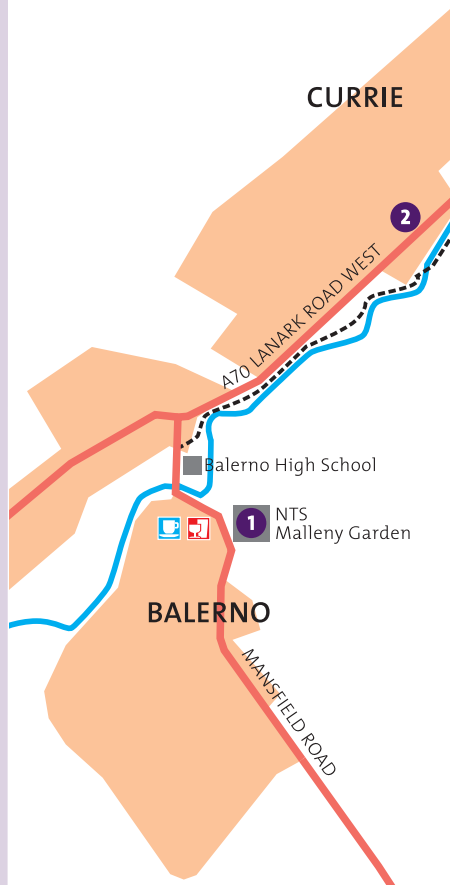 CURRIE
2
A70 LANARK ROAD WEST
Balerno High School
1
NTS
Malleny Garden
BALERNO
MANSFIELD ROAD